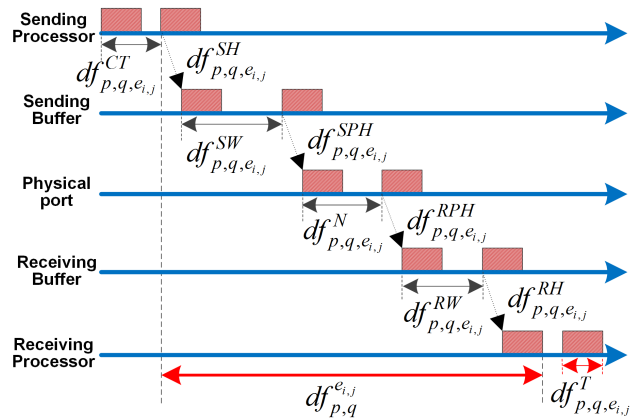 Sending
Processor
df^{CT}_{p,q,e_{i,j}}
df^{SH}_{p,q,e_{i,j}}
Sending
Buffer
df^{SW}_{p,q,e_{i,j}}
df^{SPH}_{p,q,e_{i,j}}
Physical
port
df^{N}_{p,q,e_{i,j}}
df^{RPH}_{p,q,e_{i,j}}
Receiving
Buffer
df^{RW}_{p,q,e_{i,j}}
df^{RH}_{p,q,e_{i,j}}
Receiving
Processor
df^{e_{i,j}}_{p,q}
df^{T}_{p,q,e_{i,j}}